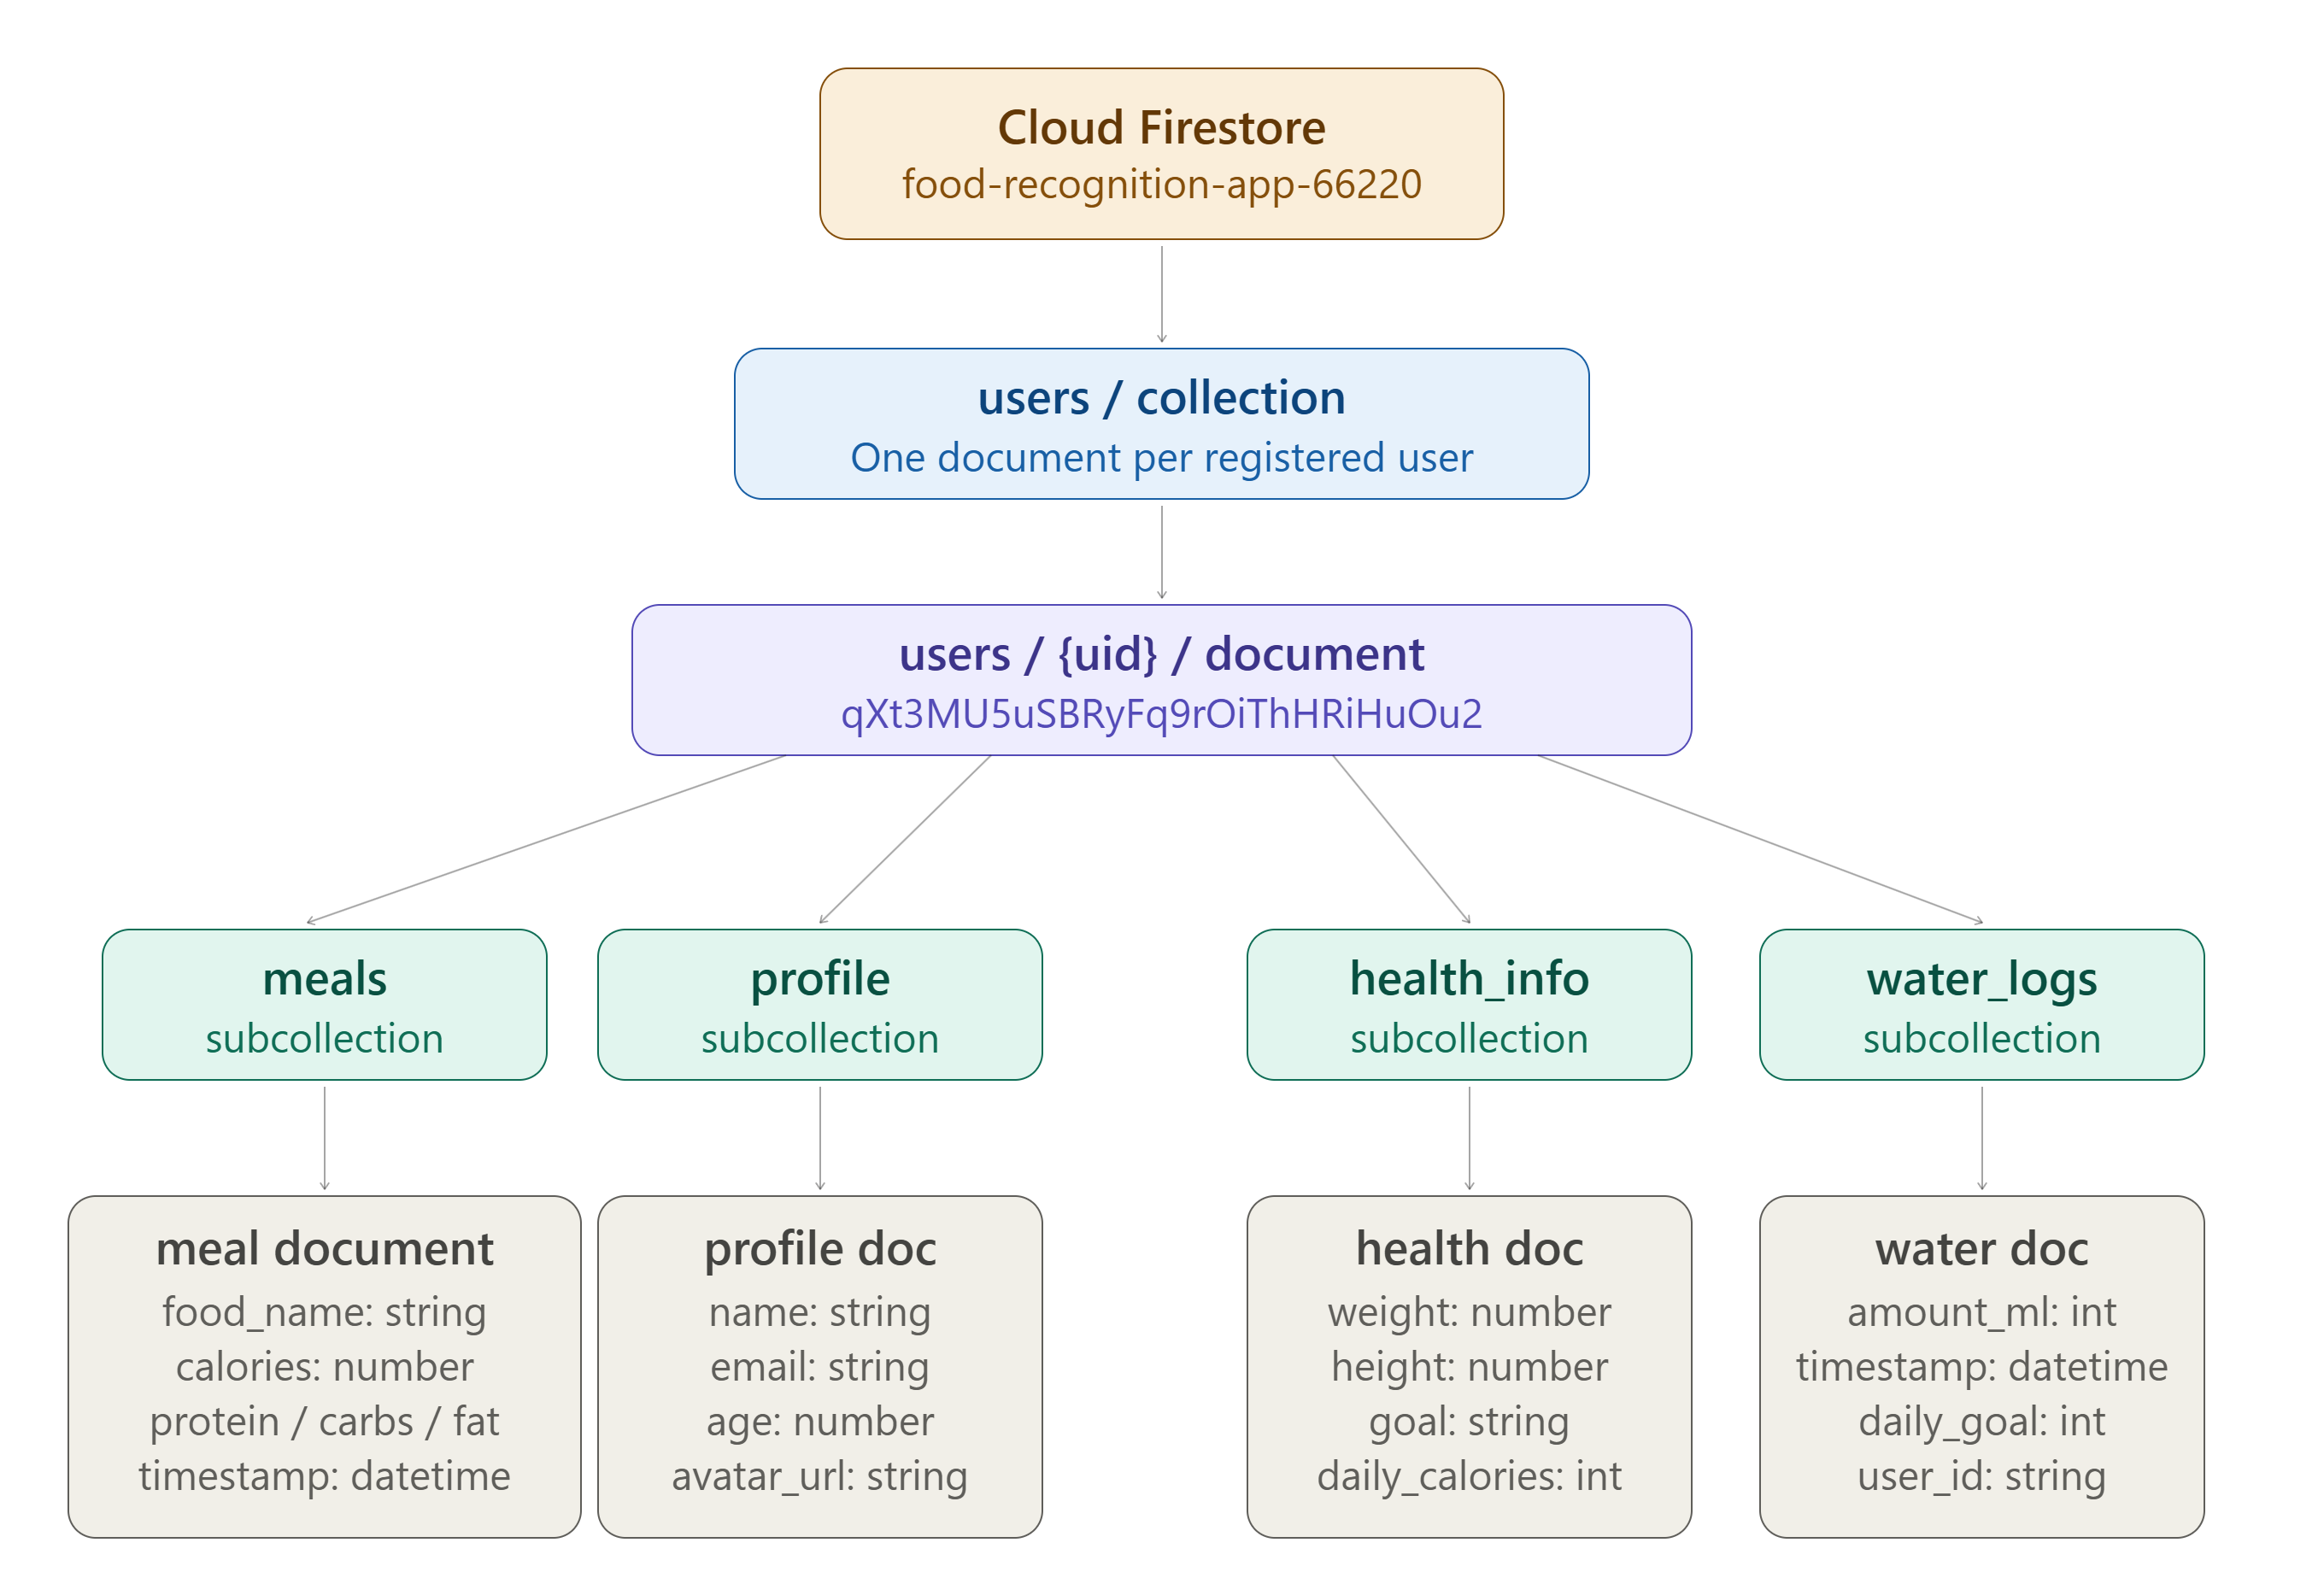 Cloud Firestore
food-recognition-app-66220
users / collection
One document per registered user
users / {uid} / document
qXt3MU5uSBRyFq9rOiThHRiHuOu2
meals
subcollection
profile
subcollection
health_info
subcollection
water_logs
subcollection
meal document
food_name: string
calories: number
protein / carbs / fat
timestamp: datetime
profile doc
name: string
email: string
age: number
avatar_url: string
health doc
weight: number
height: number
goal: string
daily_calories: int
water doc
amount_ml: int
timestamp: datetime
daily_goal: int
user_id: string